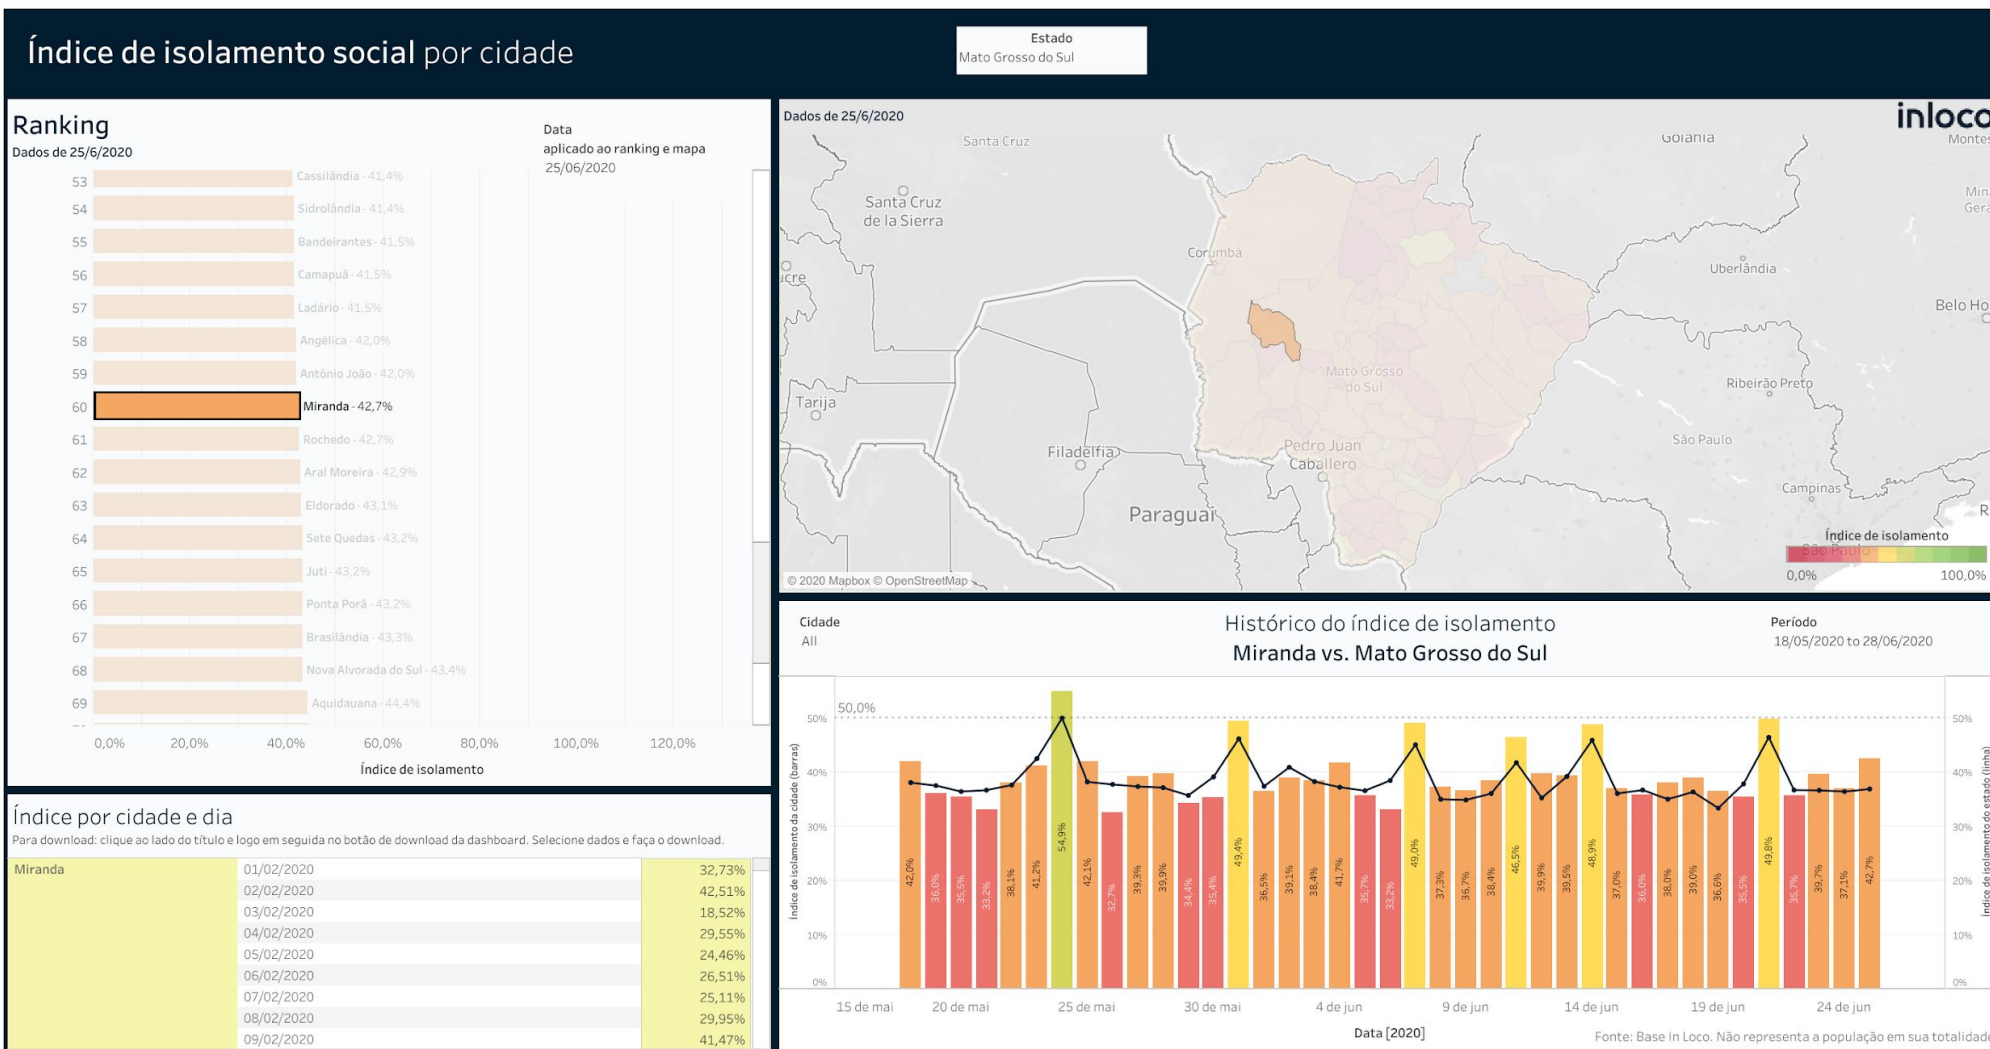 Índice de isolamento social por cidade
Estado
Mato Grosso do Sul
Ranking
Dados de 25/6/2020
Data
aplicado ao ranking e mapa
25/06/2020
53 Cassilândia - 41,4%
54 Sidrolândia - 41,4%
55 Bandeirantes - 41,5%
56 Camapuã - 41,5%
57 Ladário - 41,5%
58 Angélica - 42,0%
59 Antônio João - 42,0%
60 Miranda - 42,7%
61 Rochedo - 42,7%
62 Aral Moreira - 42,9%
63 Eldorado - 43,1%
64 Sete Quedas - 43,2%
65 Juti - 43,2%
66 Ponta Porã - 43,2%
67 Brasilândia - 43,3%
68 Nova Alvorada do Sul - 43,4%
69 Aquidauana - 44,4%
0,0% 20,0% 40,0% 60,0% 80,0% 100,0% 120,0%
Índice de isolamento
Índice por cidade e dia
Para download: clique ao lado do título e logo em seguida no botão de download da dashboard. Selecione dados e faça o download.
Miranda 01/02/2020 32,73%
02/02/2020 42,51%
03/02/2020 18,52%
04/02/2020 29,55%
05/02/2020 24,46%
06/02/2020 26,51%
07/02/2020 25,11%
08/02/2020 29,95%
09/02/2020 41,47%
Dados de 25/6/2020
inloco
Santa Cruz
Goiânia
Montes
Santa Cruz
de la Sierra
Min
Gera
Corumbá
ucre
Uberlândia
Belo Ho
Mato Grosso
do Sul
Ribeirão Preto
Tarija
São Paulo
Filadélfia
Pedro Juan
Caballero
Campinas
Paraguai
R
Índice de isolamento
São Paulo
0,0% 100,0%
© 2020 Mapbox © OpenStreetMap
Cidade
All
Histórico do índice de isolamento
Miranda vs. Mato Grosso do Sul
Período
18/05/2020 to 28/06/2020
Índice de isolamento da cidade (barras)
50%
40%
30%
20%
10%
0%
50,0%
42,0% 36,0% 35,5% 33,2% 38,1% 41,2% 54,9% 42,1% 32,7% 39,3% 39,9% 34,4% 35,4% 49,4% 36,5% 39,1% 38,4% 41,7% 35,7% 33,2% 49,0% 37,3% 36,7% 38,4% 46,5% 39,9% 39,5% 48,9% 37,0% 36,0% 38,0% 39,0% 36,6% 35,5% 49,8% 35,7% 39,7% 37,1% 42,7%
50%
40%
30%
20%
10%
0%
Índice de isolamento do estado (linha)
15 de mai 20 de mai 25 de mai 30 de mai 4 de jun 9 de jun 14 de jun 19 de jun 24 de jun
Data [2020]
Fonte: Base In Loco. Não representa a população em sua totalidade